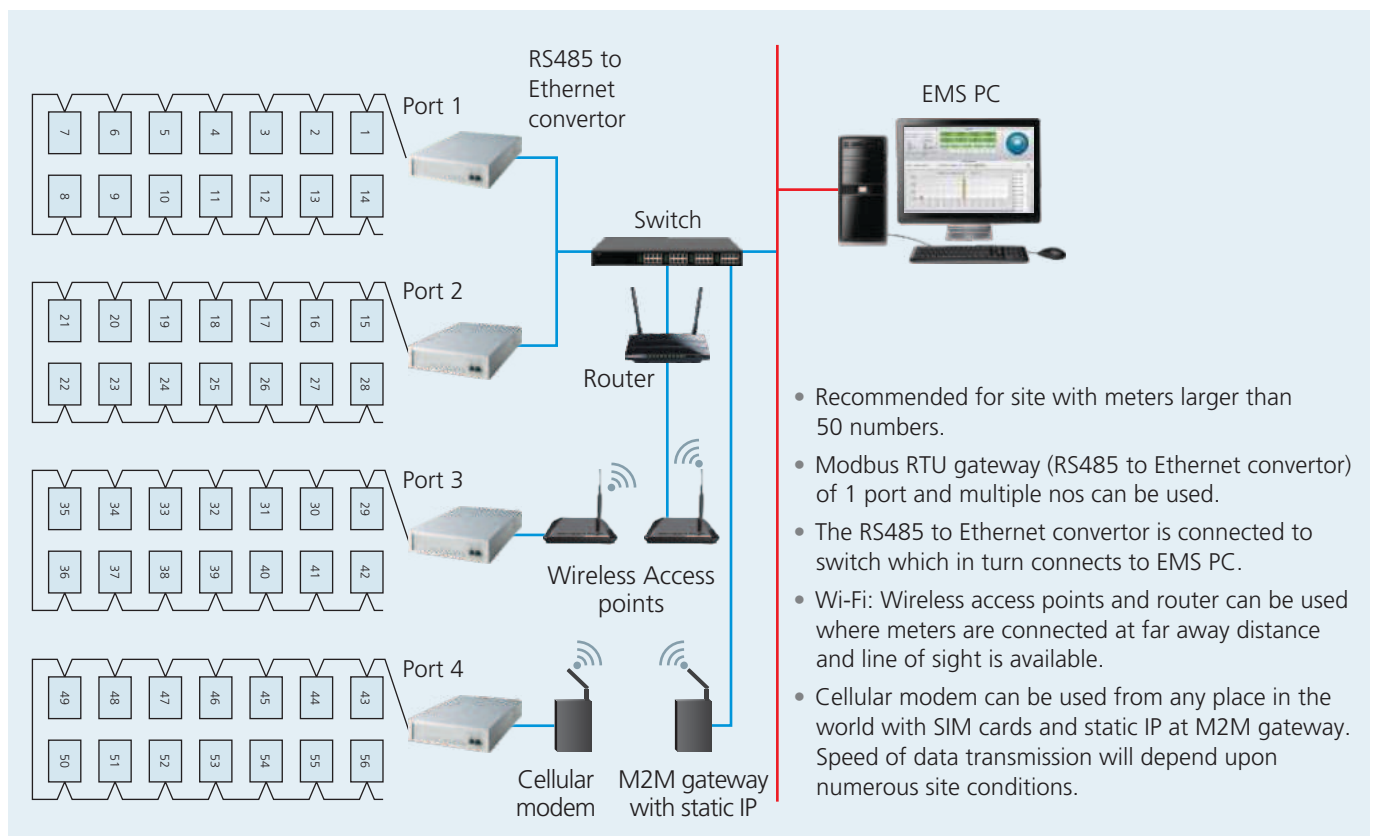 RS485 to
Ethernet
convertor
Port 1
7 6 5 4 3 2 1
8 9 10 11 12 13 14
EMS PC
Switch
Port 2
21 20 19 18 17 16 15
22 23 24 25 26 27 28
Router
Port 3
35 34 33 32 31 30 29
36 37 38 39 40 41 42
Wireless Access
points
Port 4
49 48 47 46 45 44 43
50 51 52 53 54 55 56
Cellular
modem
M2M gateway
with static IP
• Recommended for site with meters larger than
50 numbers.
• Modbus RTU gateway (RS485 to Ethernet convertor)
of 1 port and multiple nos can be used.
• The RS485 to Ethernet convertor is connected to
switch which in turn connects to EMS PC.
• Wi-Fi: Wireless access points and router can be used
where meters are connected at far away distance
and line of sight is available.
• Cellular modem can be used from any place in the
world with SIM cards and static IP at M2M gateway.
Speed of data transmission will depend upon
numerous site conditions.